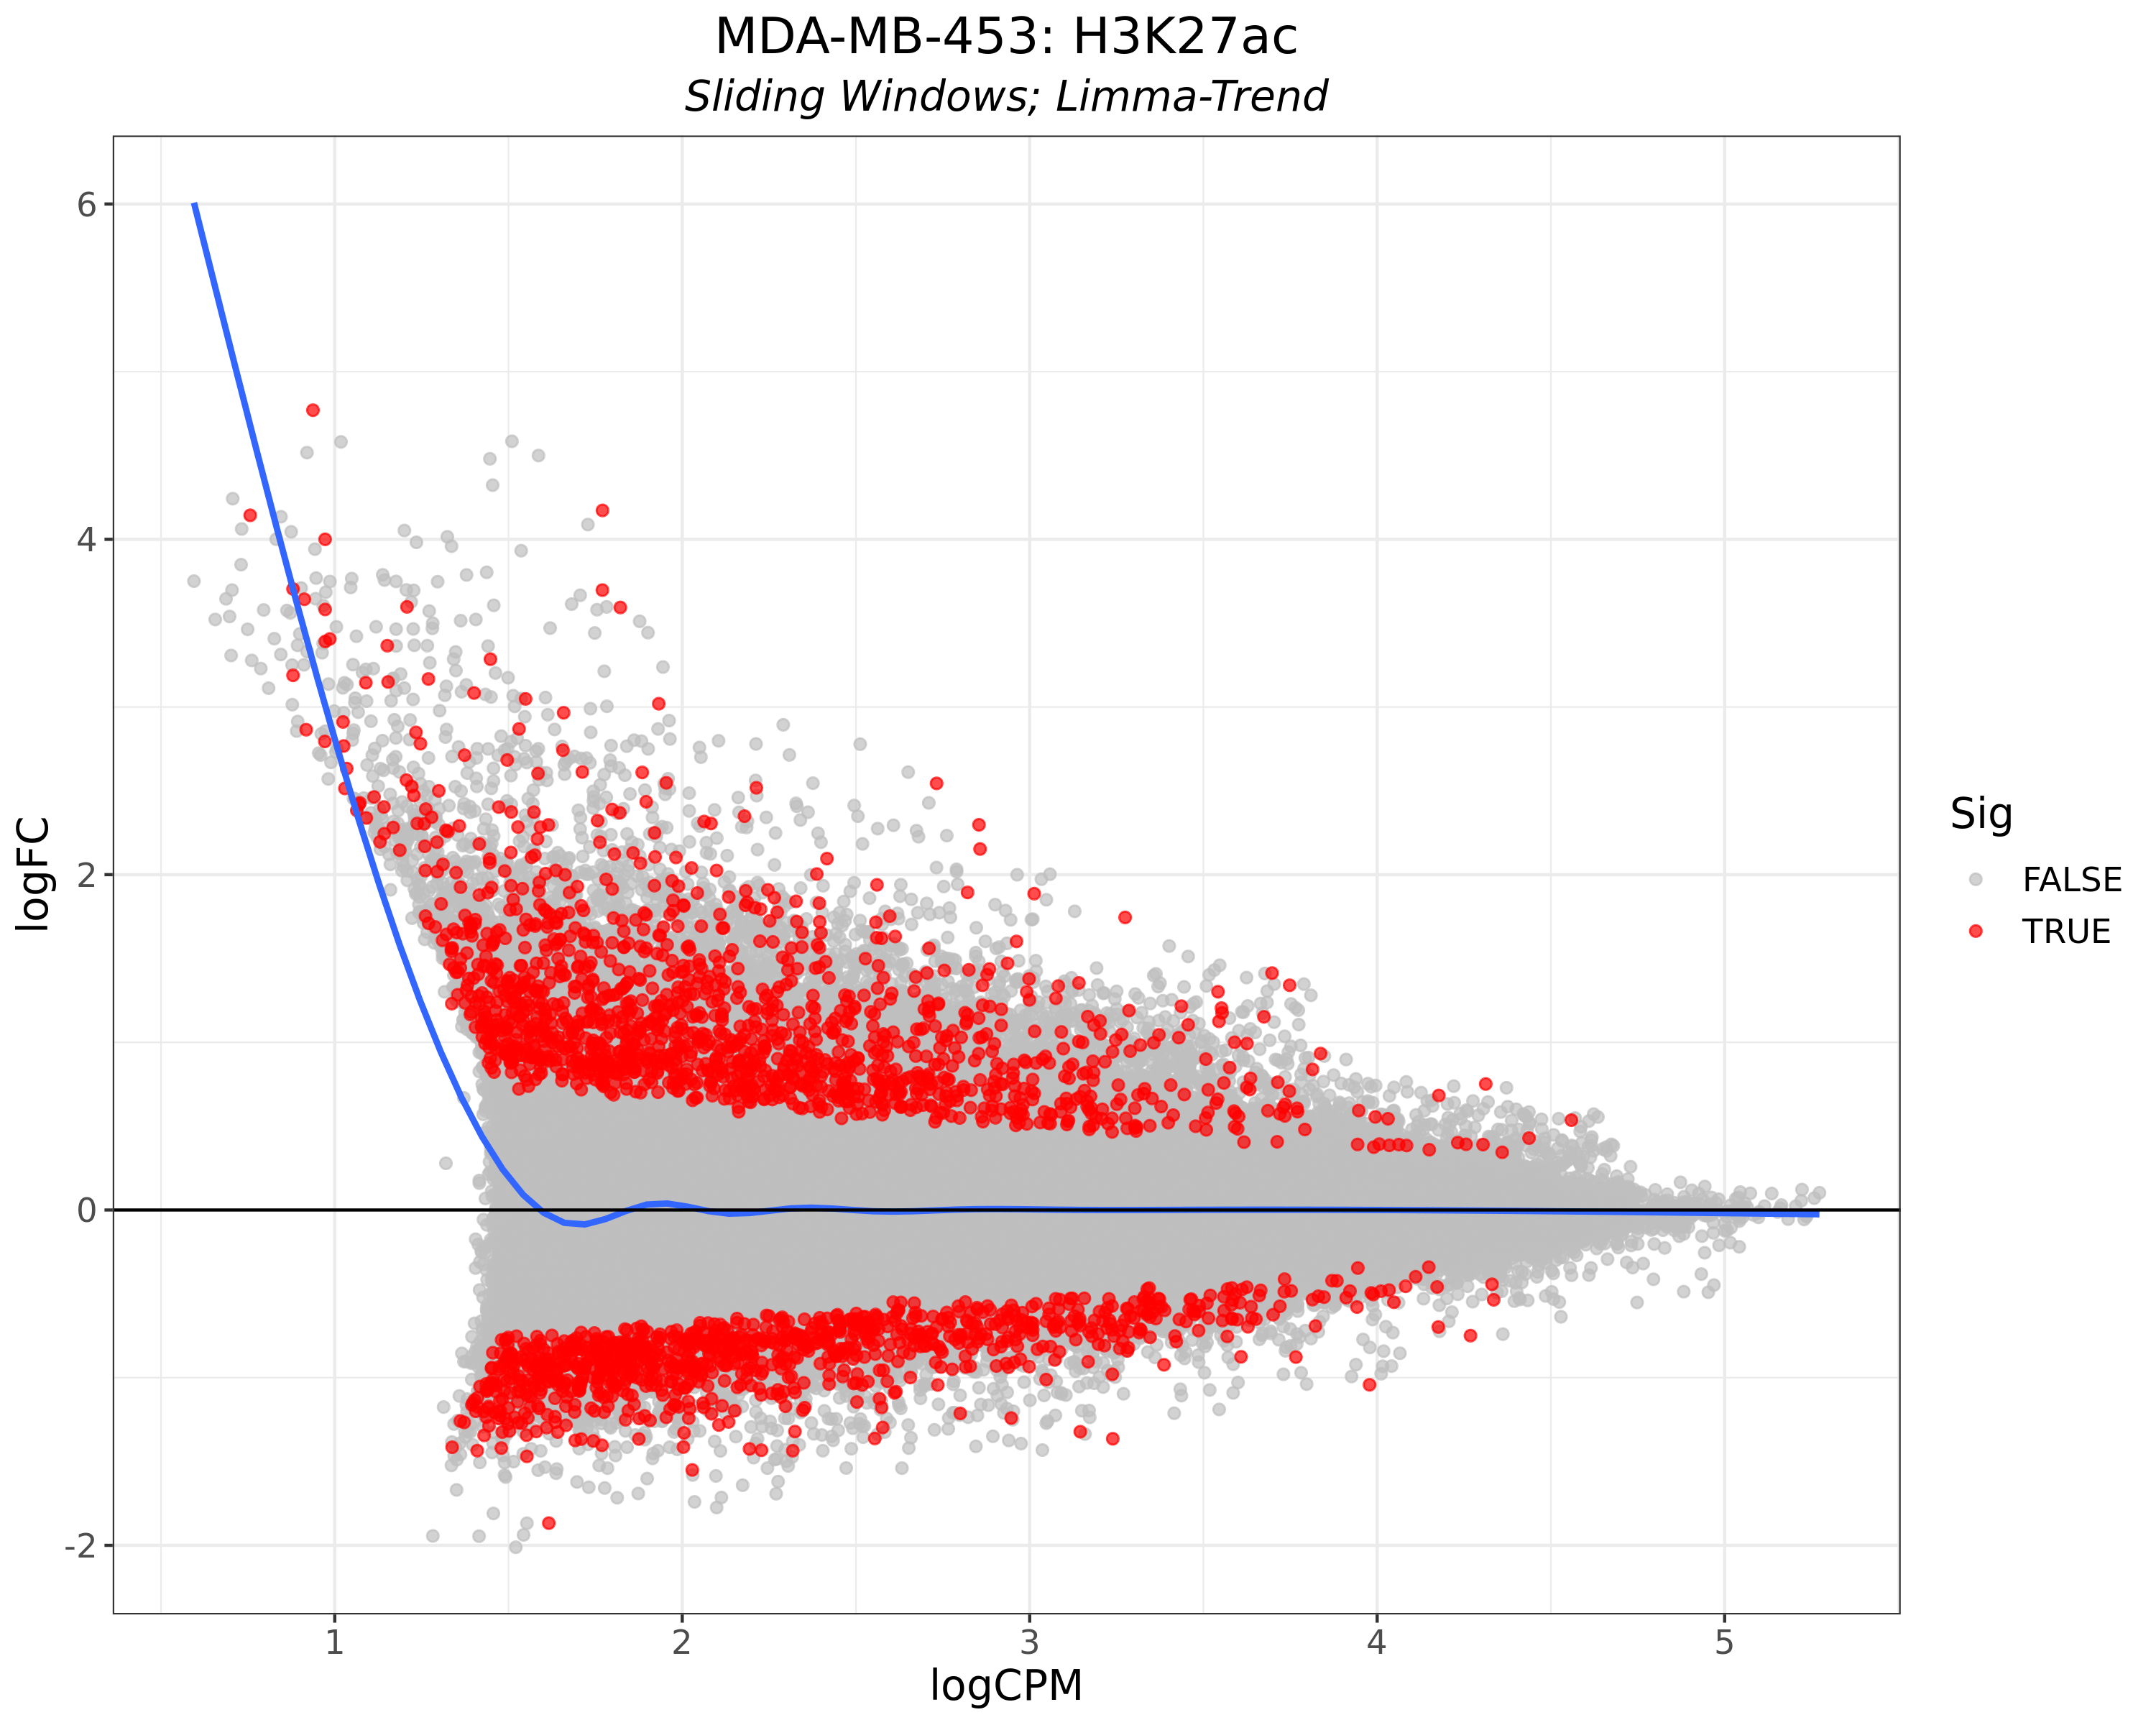 MDA-MB-453: H3K27ac
Sliding Windows; Limma-Trend
6
4
2
0
-2
logFC
1
2
3
4
5
logCPM
Sig
FALSE
TRUE